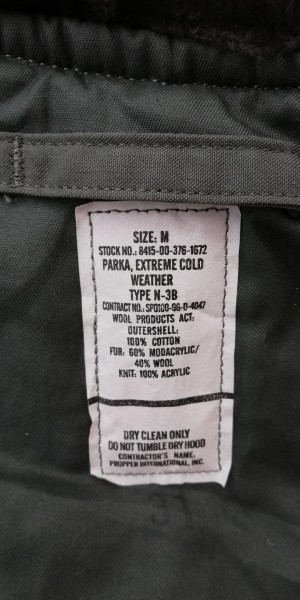 SIZE: M
STOCK NO.: 8415-00-376-1672
PARKA, EXTREME COLD
WEATHER
TYPE N-3B
CONTRACT NO.: SPO100-96-D-4047
WOOL PRODUCTS ACT:
OUTERSHELL:
100% COTTON
FUR: 60% MODACRYLIC/
40% WOOL
KNIT: 100% ACRYLIC
DRY CLEAN ONLY
DO NOT TUMBLE DRY HOOD
CONTRACTOR'S NAME,
PROPPER INTERNATIONAL, INC.